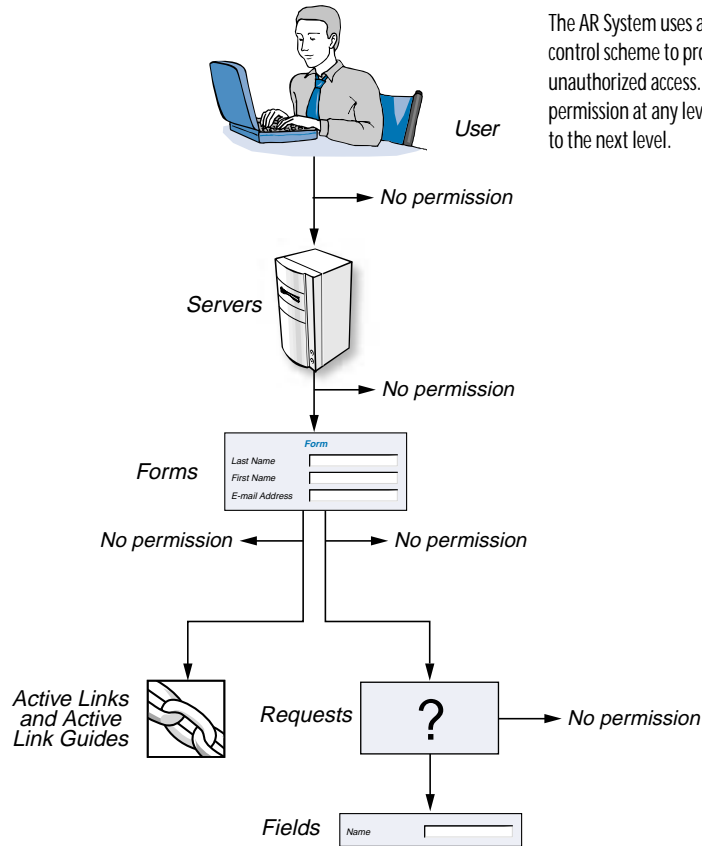 The AR System uses a
control scheme to pro
unauthorized access.
permission at any lev
to the next level.
User
No permission
Servers
No permission
Form
Last Name
First Name
E-mail Address
Forms
No permission
No permission
Active Links
and Active
Link Guides
Requests
?
No permission
Fields
Name